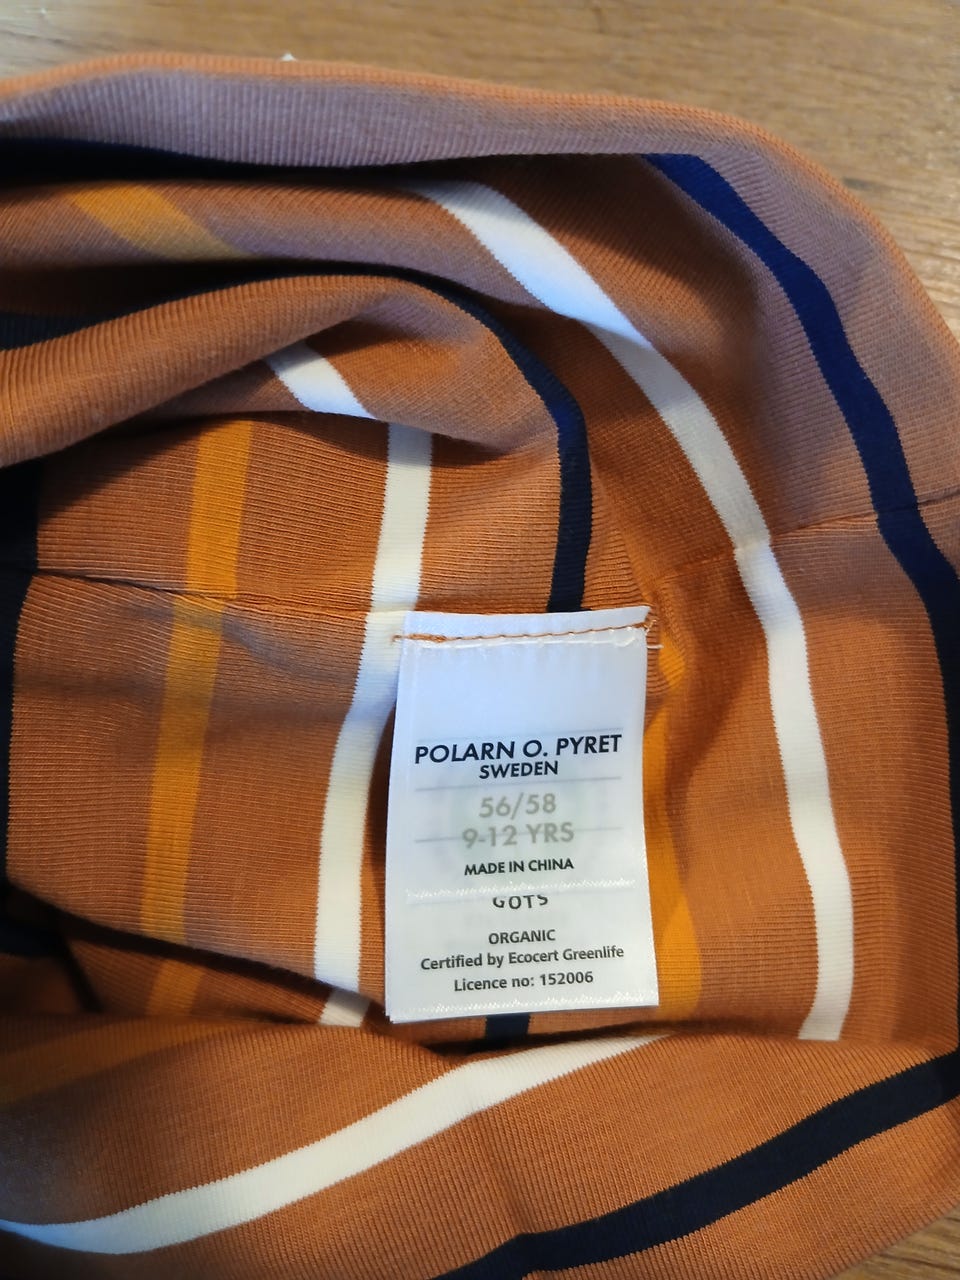 POLARN O. PYRET
SWEDEN
56/58
9-12 YRS
MADE IN CHINA
GOTS
ORGANIC
Certified by Ecocert Greenlife
Licence no: 152006